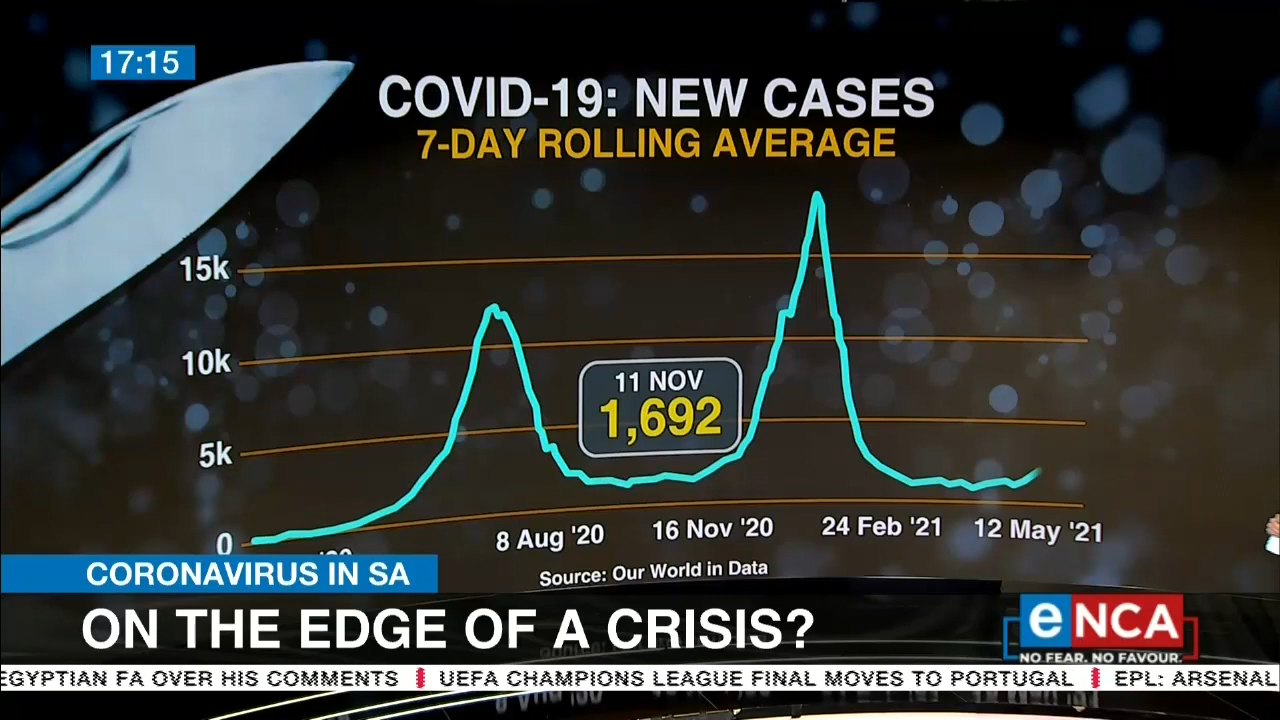 17:15
COVID-19: NEW CASES
7-DAY ROLLING AVERAGE
15k
10k
5k
0
11 NOV
1,692
8 Aug '20
16 Nov '20
24 Feb '21
12 May '21
Source: Our World in Data
CORONAVIRUS IN SA
ON THE EDGE OF A CRISIS?
eNCA
NO FEAR. NO FAVOUR.
EGYPTIAN FA OVER HIS COMMENTS
UEFA CHAMPIONS LEAGUE FINAL MOVES TO PORTUGAL
EPL: ARSENAL